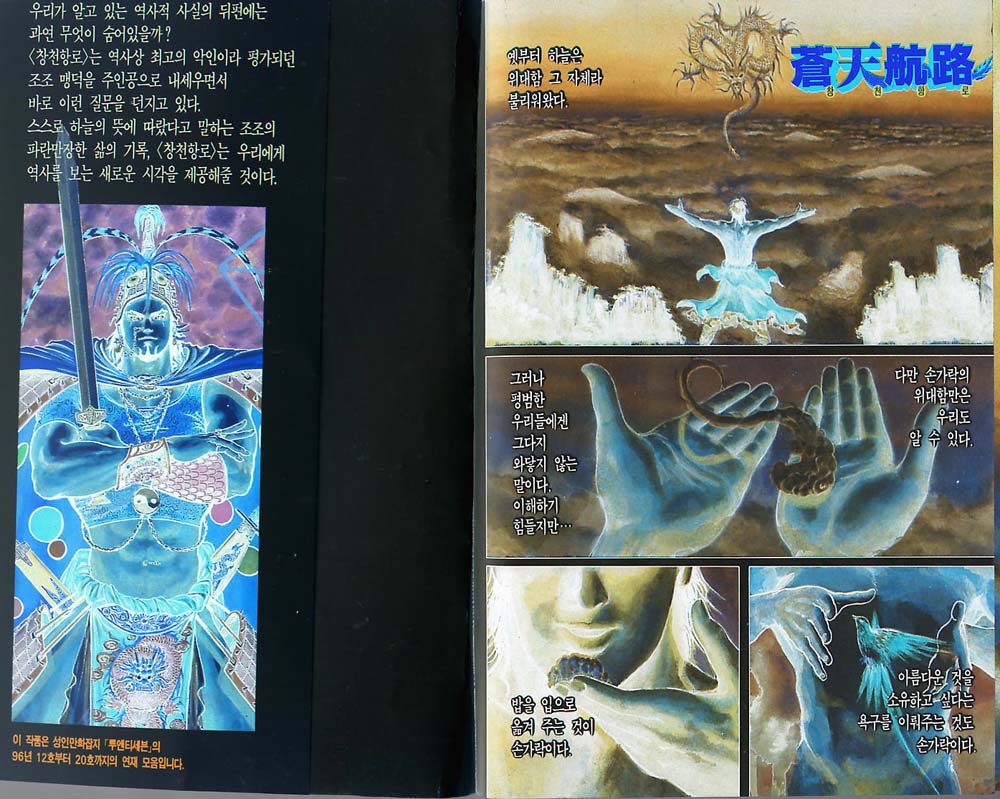 우리가 알고 있는 역사적 사실의 뒤편에는
과연 무엇이 숨어있을까?
〈창천항로〉는 역사상 최고의 악인이라 평가되던
조조 맹덕을 주인공으로 내세우면서
바로 이런 질문을 던지고 있다.
스스로 하늘의 뜻에 따랐다고 말하는 조조의
파란만장한 삶의 기록, 〈창천항로〉는 우리에게
역사를 보는 새로운 시각을 제공해줄 것이다.
이 작품은 성인만화잡지 「투엔티세븐」의
96년 12호부터 20호까지의 연재 모음입니다.
蒼天航路
창천항로
옛부터 하늘은
위대함 그 자체라
불리워왔다.
그러나
평범한
우리들에겐
그다지
와닿지 않는
말이다.
이해하기
힘들지만…
다만 손가락의
위대함만은
우리도
알 수 있다.
밥을 입으로
옮겨 주는 것이
손가락이다.
아름다운 것을
소유하고 싶다는
욕구를 이뤄주는 것도
손가락이다.